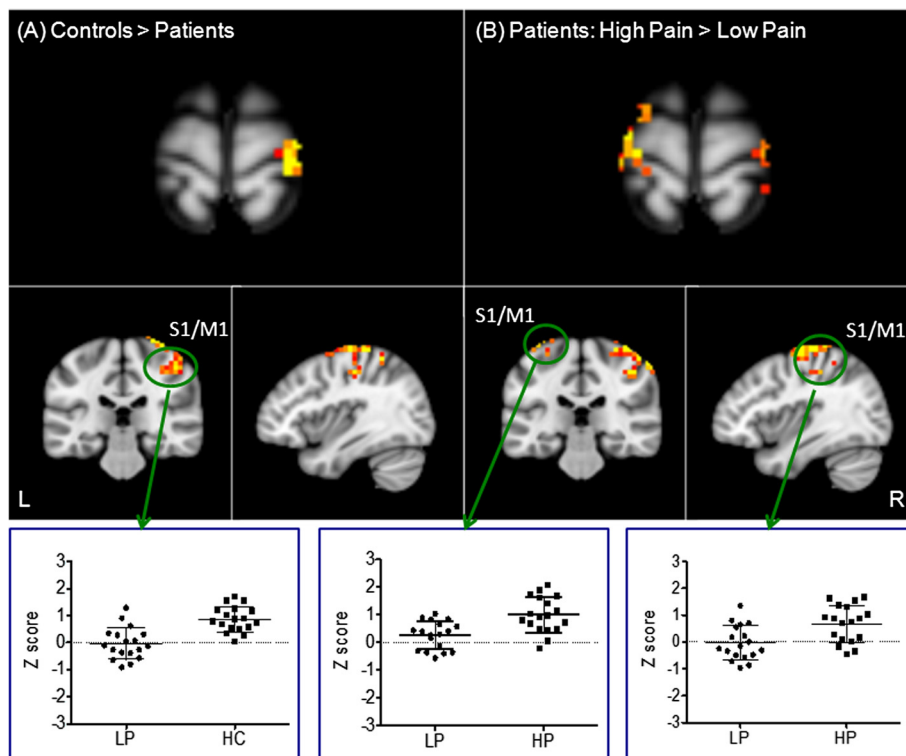 (A) Controls > Patients
(B) Patients: High Pain > Low Pain
S1/M1
S1/M1
S1/M1
L
R
3
2
1
0
-1
-2
-3
Z score
LP HC
3
2
1
0
-1
-2
-3
Z score
LP HP
3
2
1
0
-1
-2
-3
Z score
LP HP